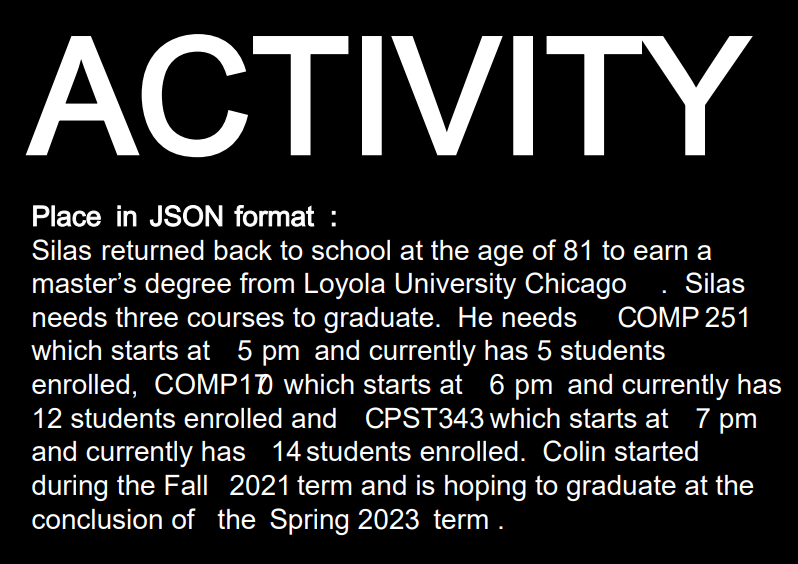 ACTIVITY
Place in JSON format :
Silas returned back to school at the age of 81 to earn a
master's degree from Loyola University Chicago . Silas
needs three courses to graduate. He needs COMP 251
which starts at 5 pm and currently has 5 students
enrolled, COMP170 which starts at 6 pm and currently has
12 students enrolled and CPST343 which starts at 7 pm
and currently has 14 students enrolled. Colin started
during the Fall 2021 term and is hoping to graduate at the
conclusion of the Spring 2023 term .